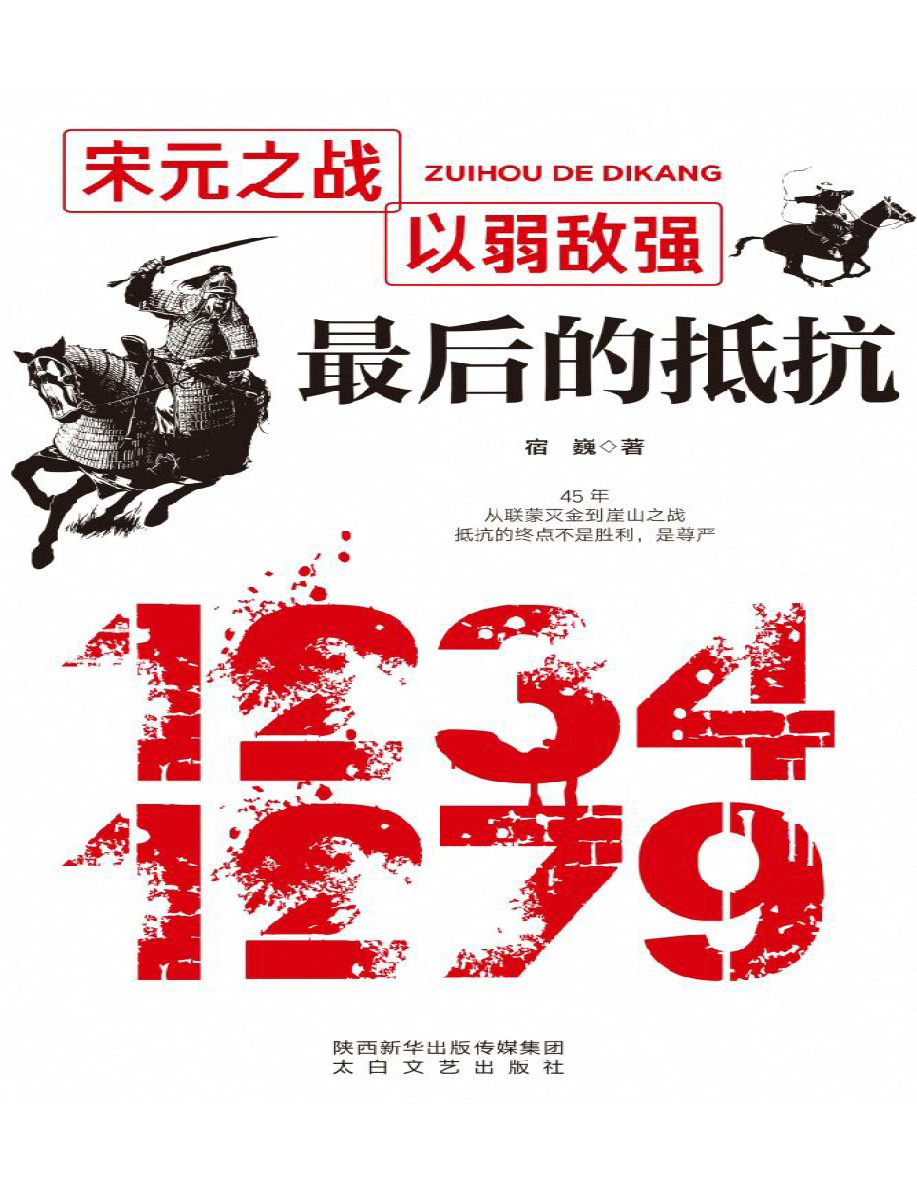 宋元之战
ZUIHOU DE DIKANG
以弱敌强
最后的抵抗
宿 巍◇著
45 年
从联蒙灭金到崖山之战
抵抗的终点不是胜利，是尊严
1234
1279
陕西新华出版传媒集团
太白文艺出版社